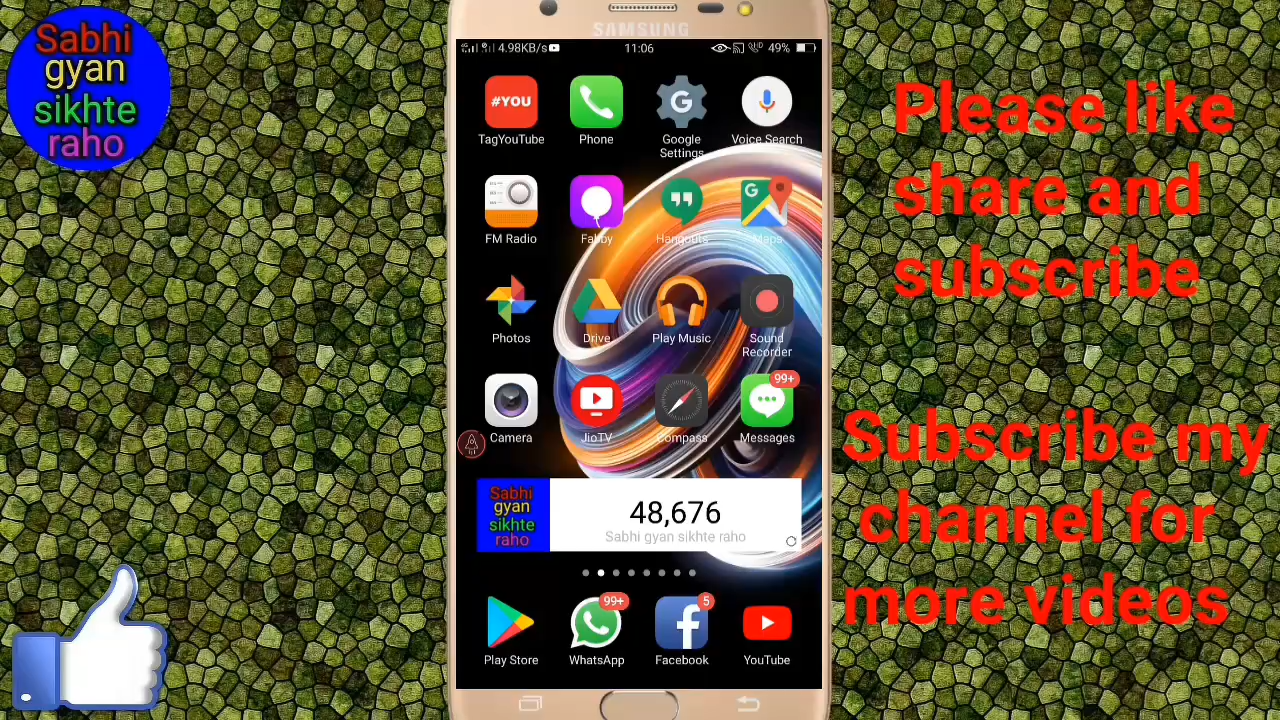 Sabhi
gyan
sikhte
raho
SAMSUNG
4.98KB/s 11:06 49%
#YOU
TagYouTube Phone Google Settings Voice Search
FM Radio Fabby Hangouts Maps
Photos Drive Play Music Sound Recorder
99+
Camera JioTV Compass Messages
Sabhi
gyan
sikhte
raho
48,676
Sabhi gyan sikhte raho
99+ 5
Play Store WhatsApp Facebook YouTube
Please like
share and
subscribe
Subscribe my
channel for
more videos